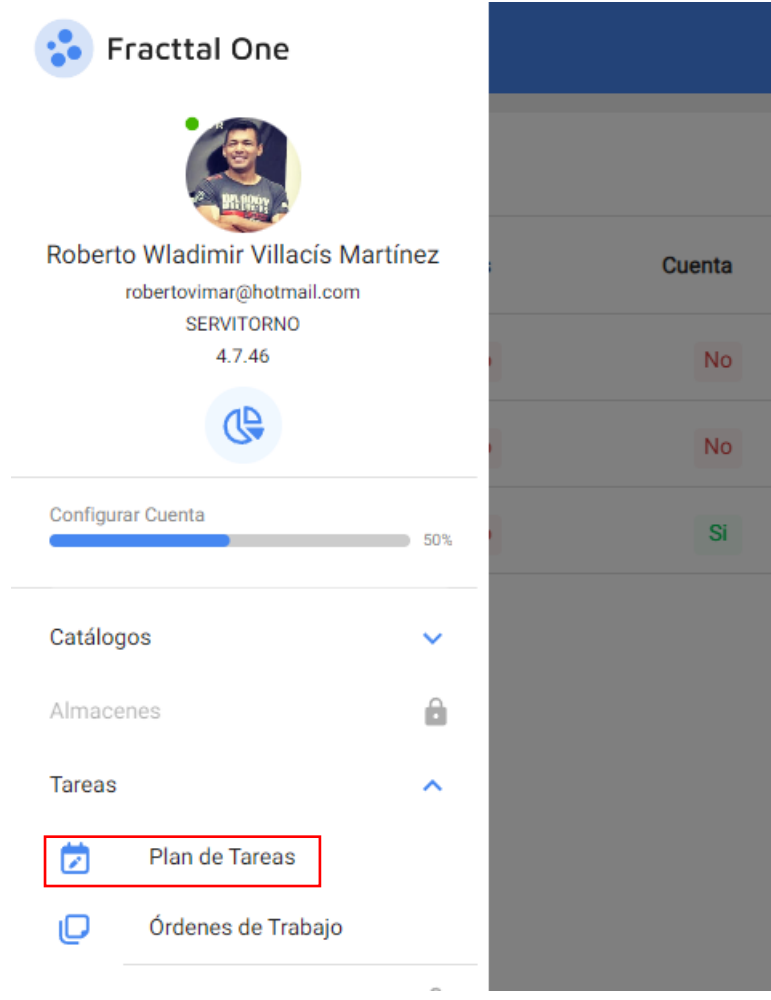 Fracttal One
Roberto Wladimir Villacís Martínez
robertovimar@hotmail.com
SERVITORNO
4.7.46
Configurar Cuenta
50%
Catálogos
Almacenes
Tareas
Plan de Tareas
Órdenes de Trabajo
Cuenta
No
No
Si